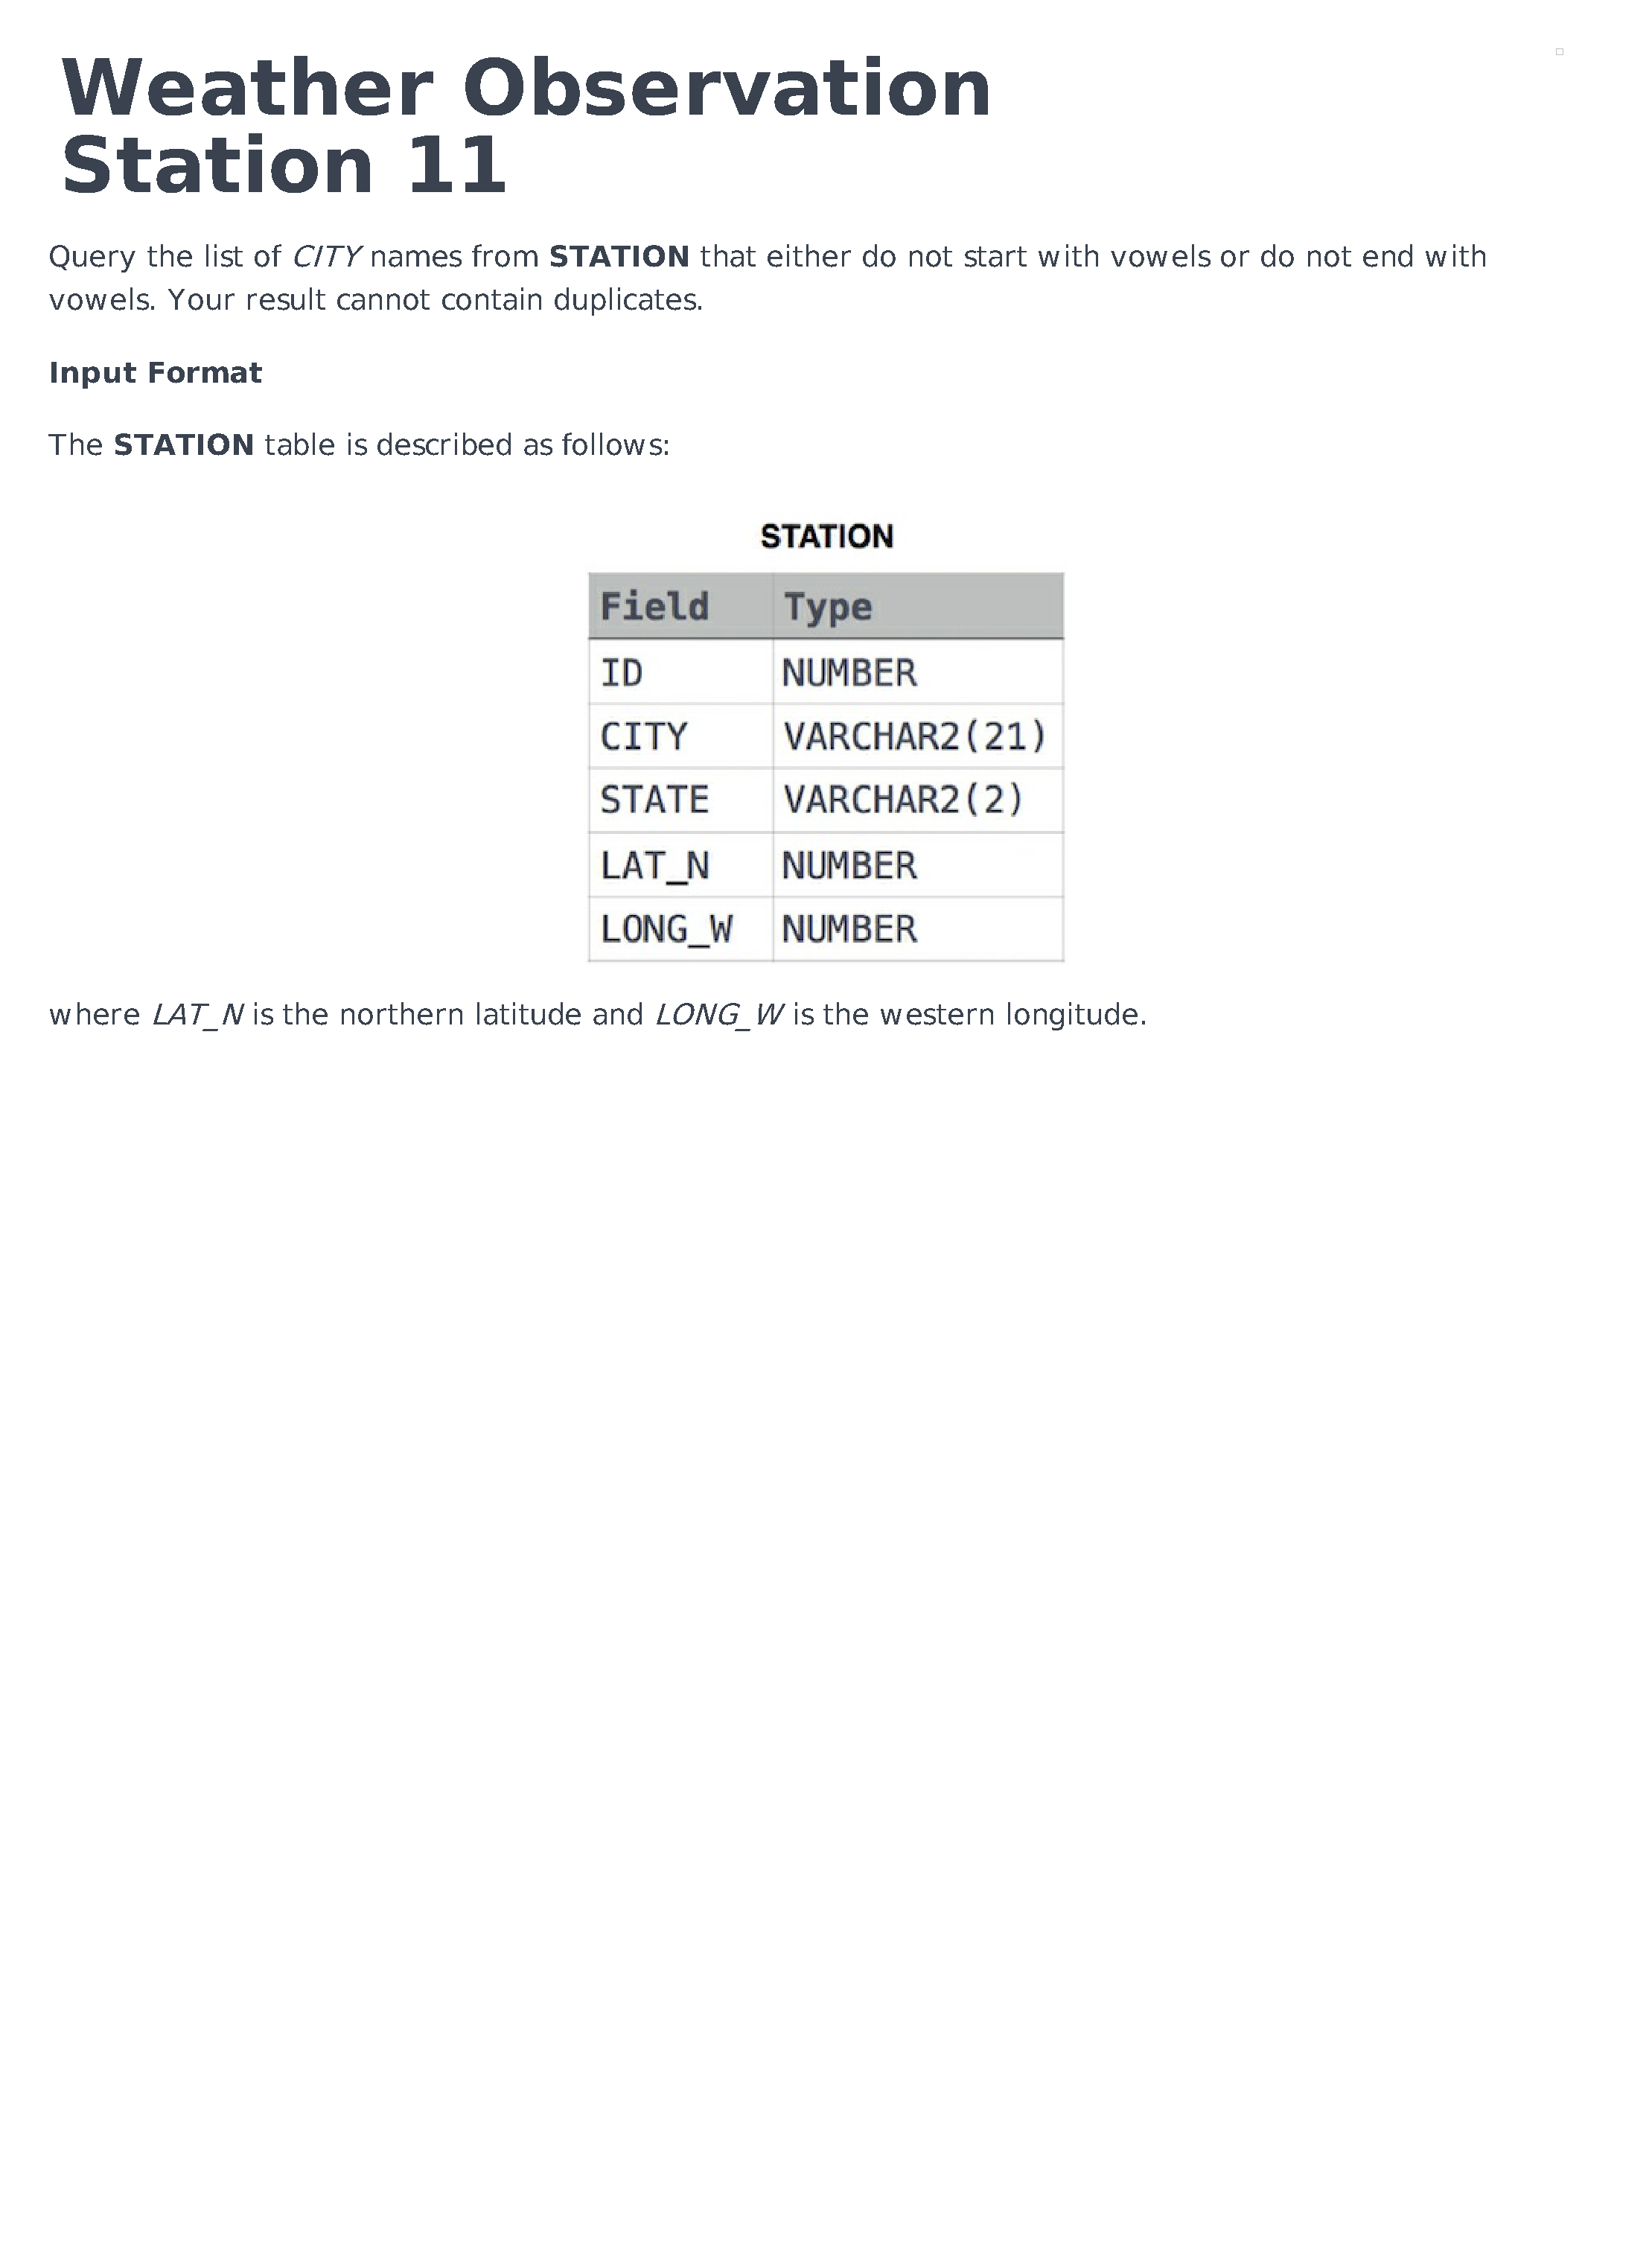 Weather Observation
Station 11
Query the list of CITY names from STATION that either do not start with vowels or do not end with
vowels. Your result cannot contain duplicates.
Input Format
The STATION table is described as follows:
STATION
Field Type
ID NUMBER
CITY VARCHAR2(21)
STATE VARCHAR2(2)
LAT_N NUMBER
LONG_W NUMBER
where LAT_N is the northern latitude and LONG_W is the western longitude.